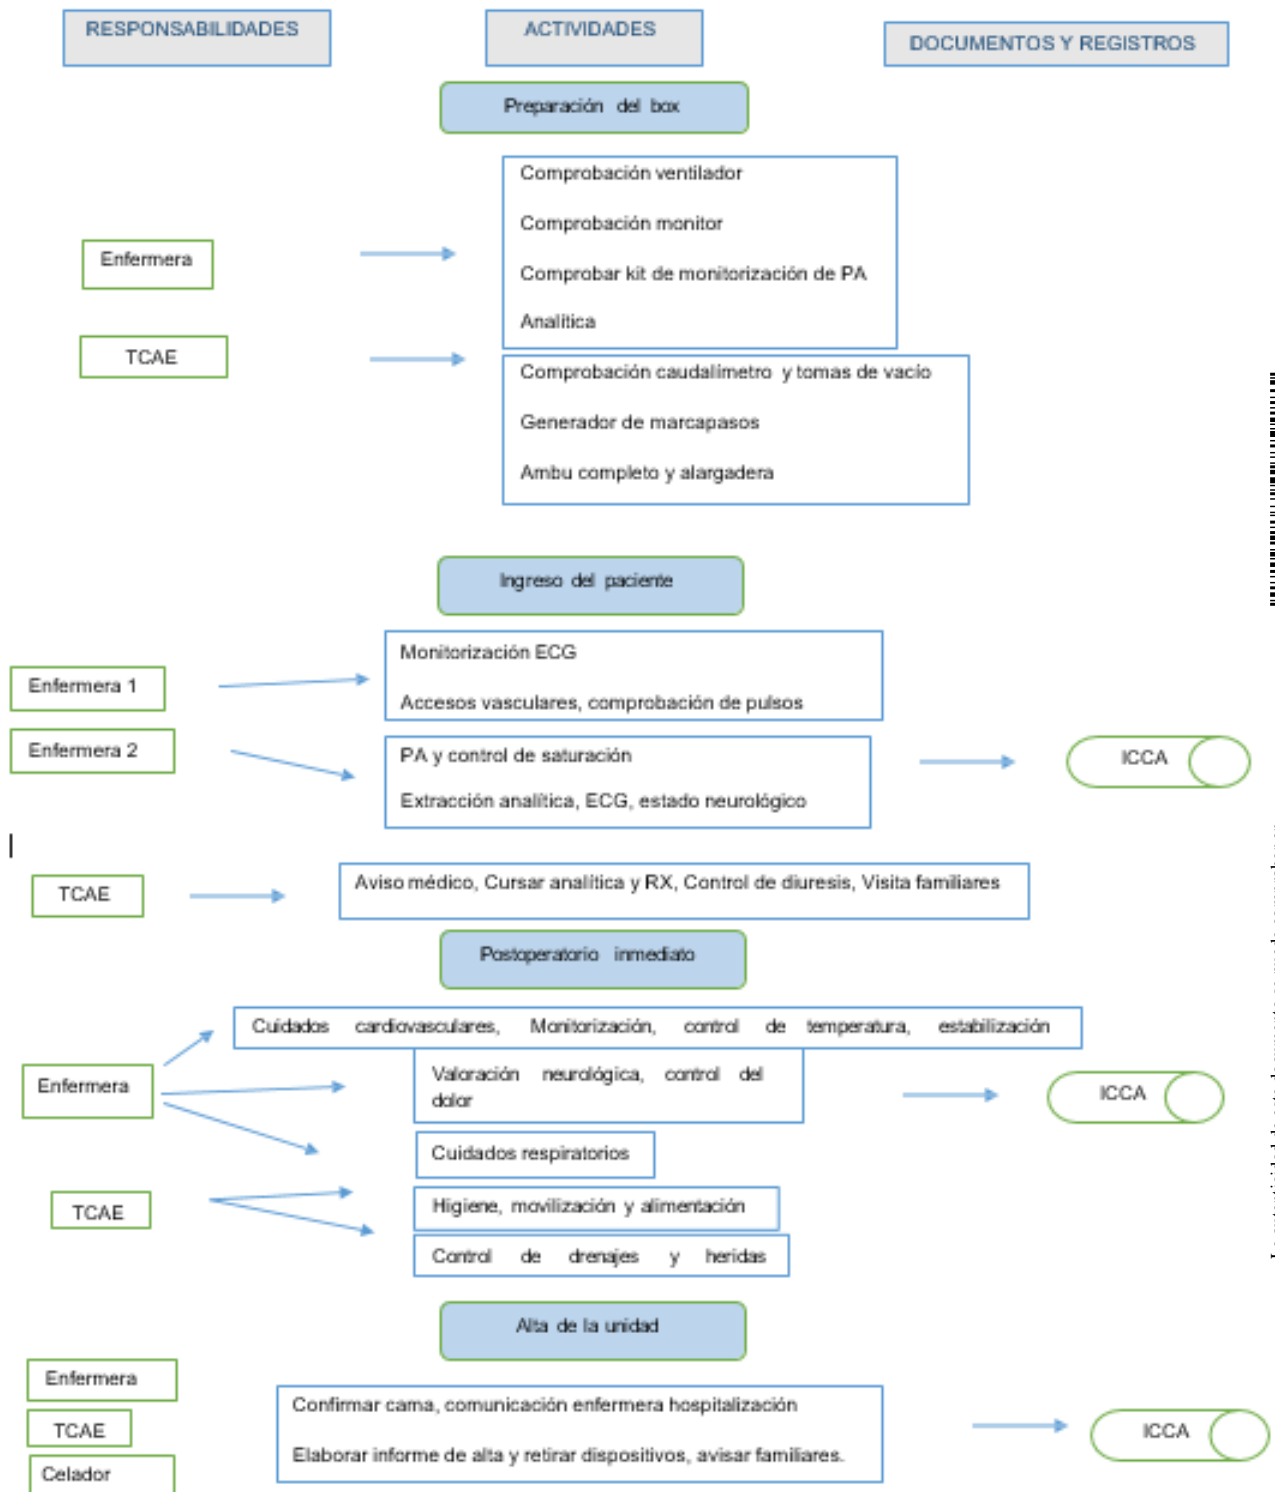 RESPONSABILIDADES
ACTIVIDADES
DOCUMENTOS Y REGISTROS
Preparación del box
Comprobación ventilador
Comprobación monitor
Enfermera
Comprobar kit de monitorización de PA
Analítica
TCAE
Comprobación caudalímetro y tomas de vacío
Generador de marcapasos
Ambu completo y alargadera
Ingreso del paciente
Monitorización ECG
Enfermera 1
Accesos vasculares, comprobación de pulsos
Enfermera 2
PA y control de saturación
ICCA
Extracción analítica, ECG, estado neurológico
TCAE
Aviso médico, Cursar analítica y RX, Control de diuresis, Visita familiares
Postoperatorio inmediato
Cuidados cardiovasculares, Monitorización, control de temperatura, estabilización
Enfermera
Valoración neurológica, control del
dolor
ICCA
Cuidados respiratorios
TCAE
Higiene, movilización y alimentación
Control de drenajes y heridas
Alta de la unidad
Enfermera
Confirmar cama, comunicación enfermera hospitalización
TCAE
ICCA
Elaborar informe de alta y retirar dispositivos, avisar familiares.
Celador